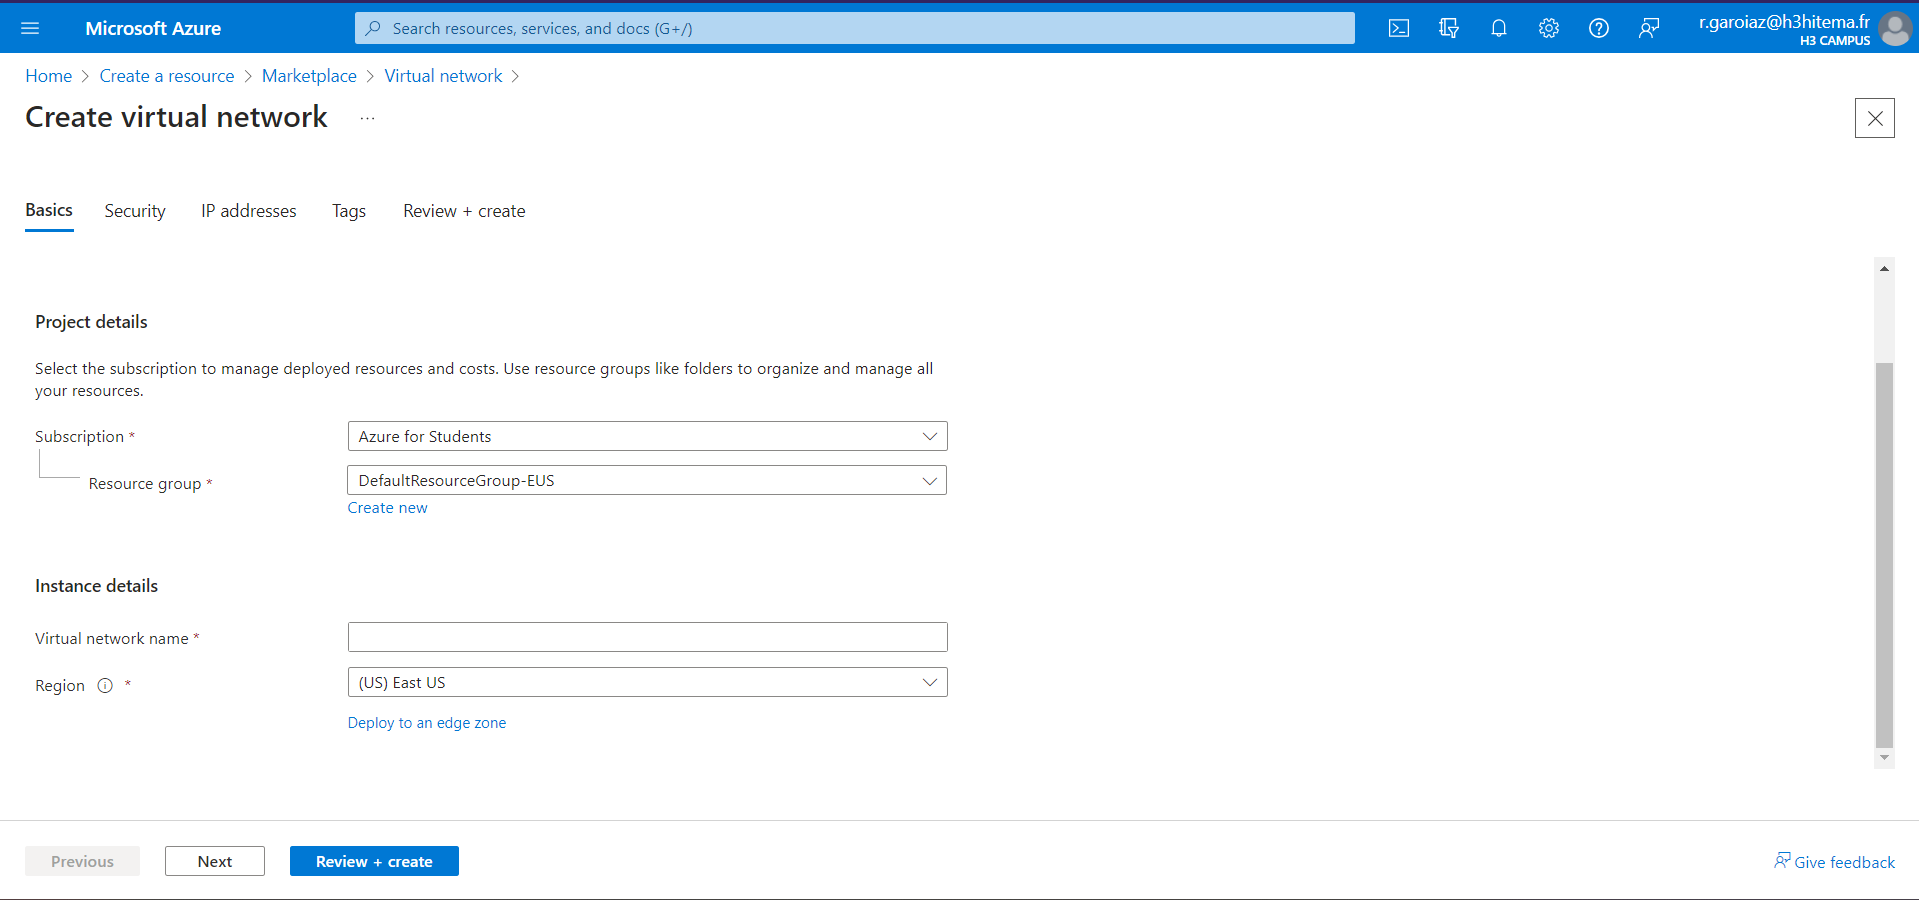 Microsoft Azure
Search resources, services, and docs (G+/)
r.garoiaz@h3hitema.fr
H3 CAMPUS
Home > Create a resource > Marketplace > Virtual network >
Create virtual network ...
Basics Security IP addresses Tags Review + create
Project details
Select the subscription to manage deployed resources and costs. Use resource groups like folders to organize and manage all
your resources.
Subscription * Azure for Students
Resource group * DefaultResourceGroup-EUS
Create new
Instance details
Virtual network name *
Region * (US) East US
Deploy to an edge zone
Previous Next Review + create Give feedback